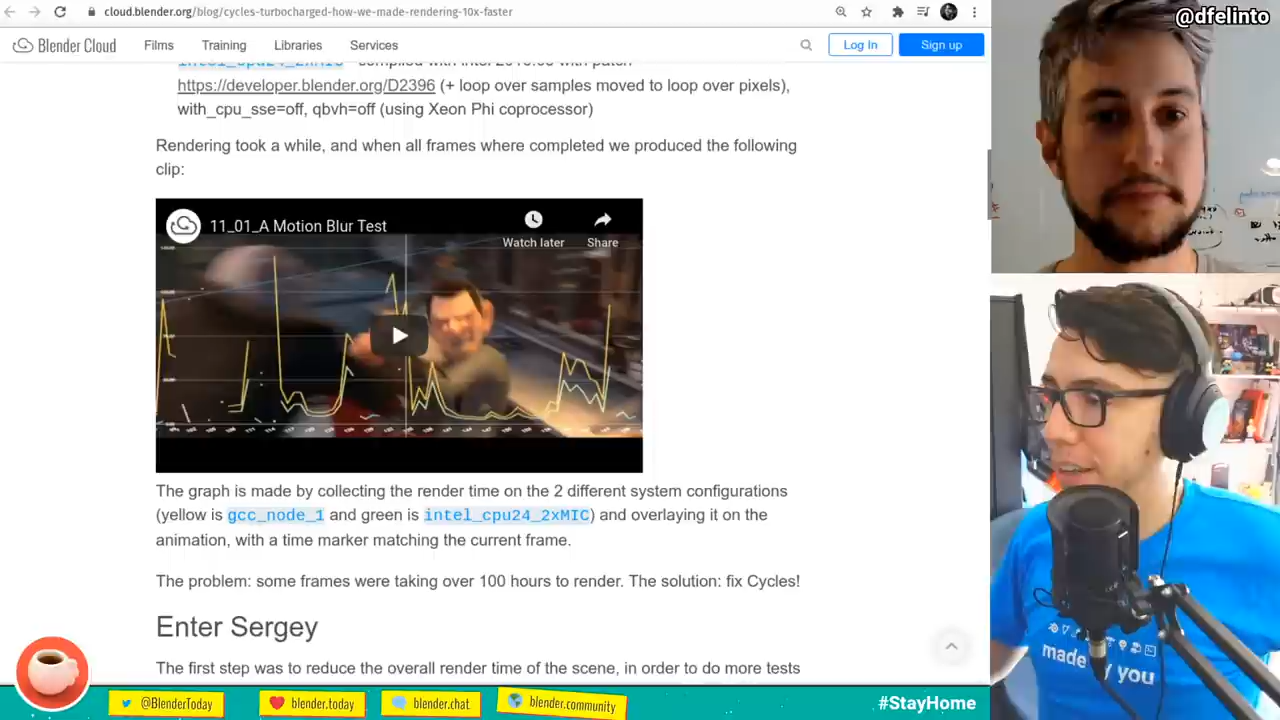 cloud.blender.org/blog/cycles-turbocharged-how-we-made-rendering-10x-faster
@dfelinto
Blender Cloud
Films
Training
Libraries
Services
Log In
Sign up
intel_cpu24_2xMIC
https://developer.blender.org/D2396 (+ loop over samples moved to loop over pixels),
with_cpu_sse=off, qbvh=off (using Xeon Phi coprocessor)
Rendering took a while, and when all frames where completed we produced the following
clip:
11_01_A Motion Blur Test
Watch later
Share
The graph is made by collecting the render time on the 2 different system configurations
(yellow is gcc_node_1 and green is intel_cpu24_2xMIC) and overlaying it on the
animation, with a time marker matching the current frame.
The problem: some frames were taking over 100 hours to render. The solution: fix Cycles!
Enter Sergey
The first step was to reduce the overall render time of the scene, in order to do more tests
made by you
@BlenderToday
blender.today
blender.chat
blender.community
#StayHome